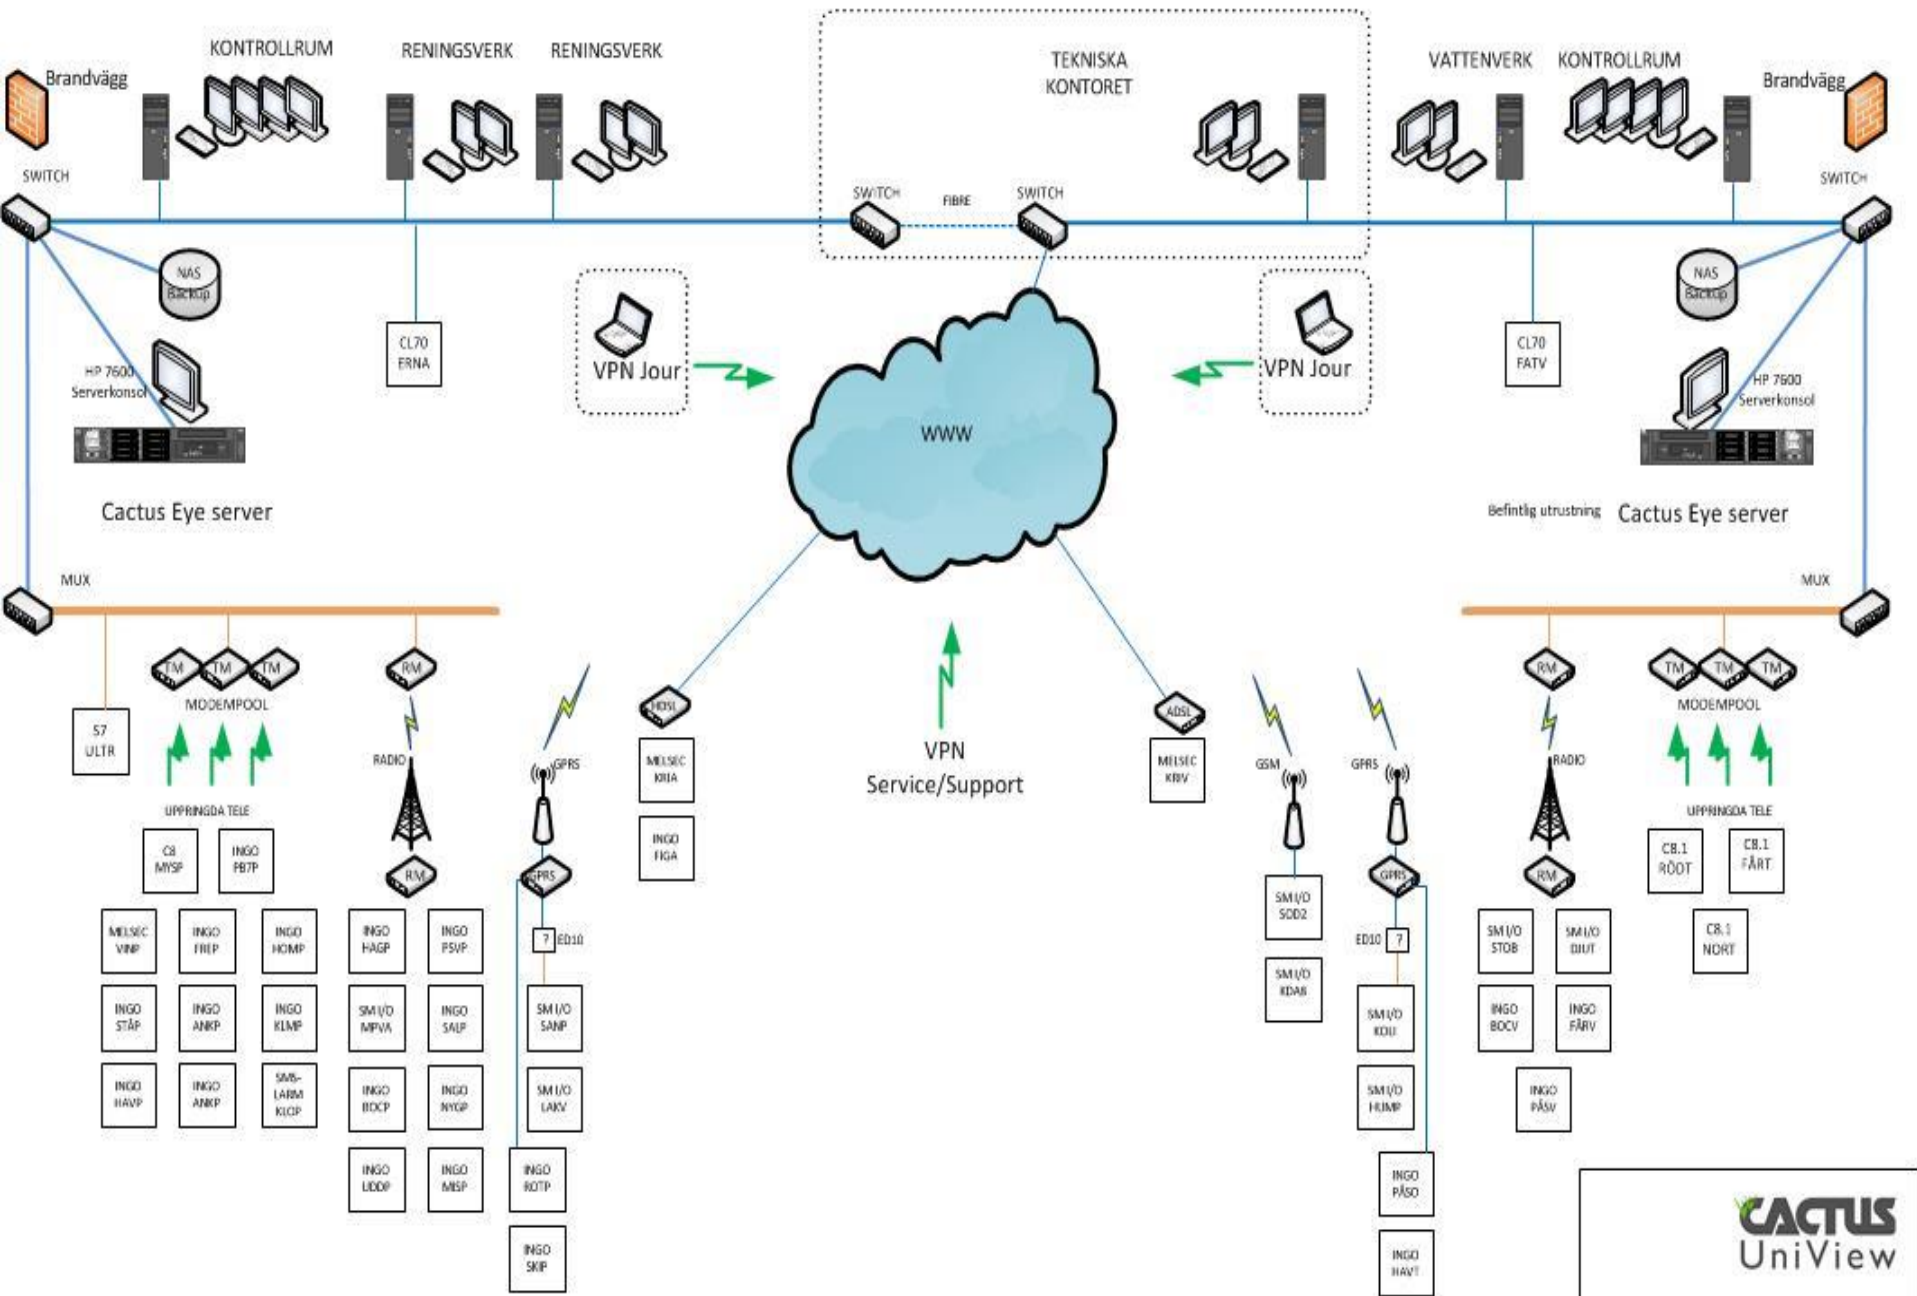 KONTROLLRUM
RENINGSVERK
RENINGSVERK
TEKNISKA
KONTORET
VATTENVERK
KONTROLLRUM
Brandvägg
Brandvägg
SWITCH
SWITCH
SWITCH
FIBRE
SWITCH
NAS
Backup
NAS
Backup
CL70
ERNA
VPN Jour
VPN Jour
CL70
FATV
HP 7600
Serverkonsol
HP 7600
Serverkonsol
WWW
Cactus Eye server
Befintlig utrustning
Cactus Eye server
MUX
MUX
TM
TM
TM
RM
RM
TM
TM
TM
MODEMPOOL
HDSL
ADSL
MODEMPOOL
S7
ULTR
RADIO
GPRS
MELSEC
KRIA
VPN
Service/Support
MELSEC
KRIV
GSM
GPRS
RADIO
UPPRINGDA TELE
UPPRINGDA TELE
C8
MYSP
INGO
PB7P
INGO
FIGA
C8.1
RÖDT
C8.1
FÅRT
RM
GPRS
GPRS
RM
MELSEC
VINP
INGO
FREP
INGO
HOMP
INGO
HAGP
INGO
PSVP
?
ED10
SM I/O
SOD2
ED10
?
SM I/O
STOB
SM I/O
DJUT
C8.1
NORT
INGO
STÅP
INGO
ANKP
INGO
KLMP
SM I/O
MPVA
INGO
SALP
SM I/O
SANP
SM I/O
SM I/O
INGO
BOCV
INGO
FÅRV
INGO
HAVP
INGO
ANKP
SMS-
LARM
KLOP
INGO
BOCP
INGO
NYGP
SM I/O
LAKV
SM I/O
HUMP
INGO
PÅSV
INGO
UDDP
INGO
MISP
INGO
ROTP
INGO
PÅSO
INGO
SKIP
INGO
HAVT
CACTUS
UniView